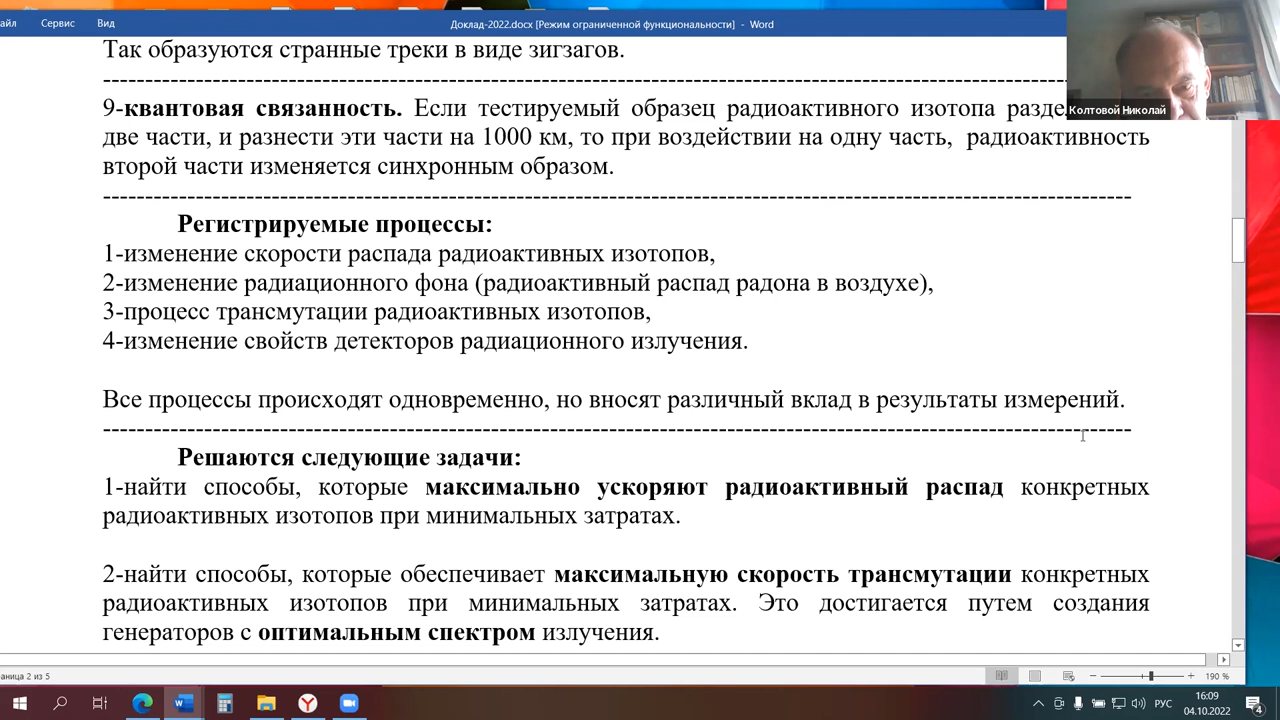 айл Сервис Вид Доклад-2022.docx [Режим ограниченной функциональности] - Word
Так образуются странные треки в виде зигзагов.
--------------------------------------------------------------------------------------------------------------------------
Колтовой Николай
9-квантовая связанность. Если тестируемый образец радиоактивного изотопа разде
две части, и разнести эти части на 1000 км, то при воздействии на одну часть, радиоактивность
второй части изменяется синхронным образом.
--------------------------------------------------------------------------------------------------------------------------
Регистрируемые процессы:
1-изменение скорости распада радиоактивных изотопов,
2-изменение радиационного фона (радиоактивный распад радона в воздухе),
3-процесс трансмутации радиоактивных изотопов,
4-изменение свойств детекторов радиационного излучения.
Все процессы происходят одновременно, но вносят различный вклад в результаты измерений.
--------------------------------------------------------------------------------------------------------------------------
Решаются следующие задачи:
1-найти способы, которые максимально ускоряют радиоактивный распад конкретных
радиоактивных изотопов при минимальных затратах.
2-найти способы, которые обеспечивает максимальную скорость трансмутации конкретных
радиоактивных изотопов при минимальных затратах. Это достигается путем создания
генераторов с оптимальным спектром излучения.
аница 2 из 5 190 %
РУС 16:09
04.10.2022 4